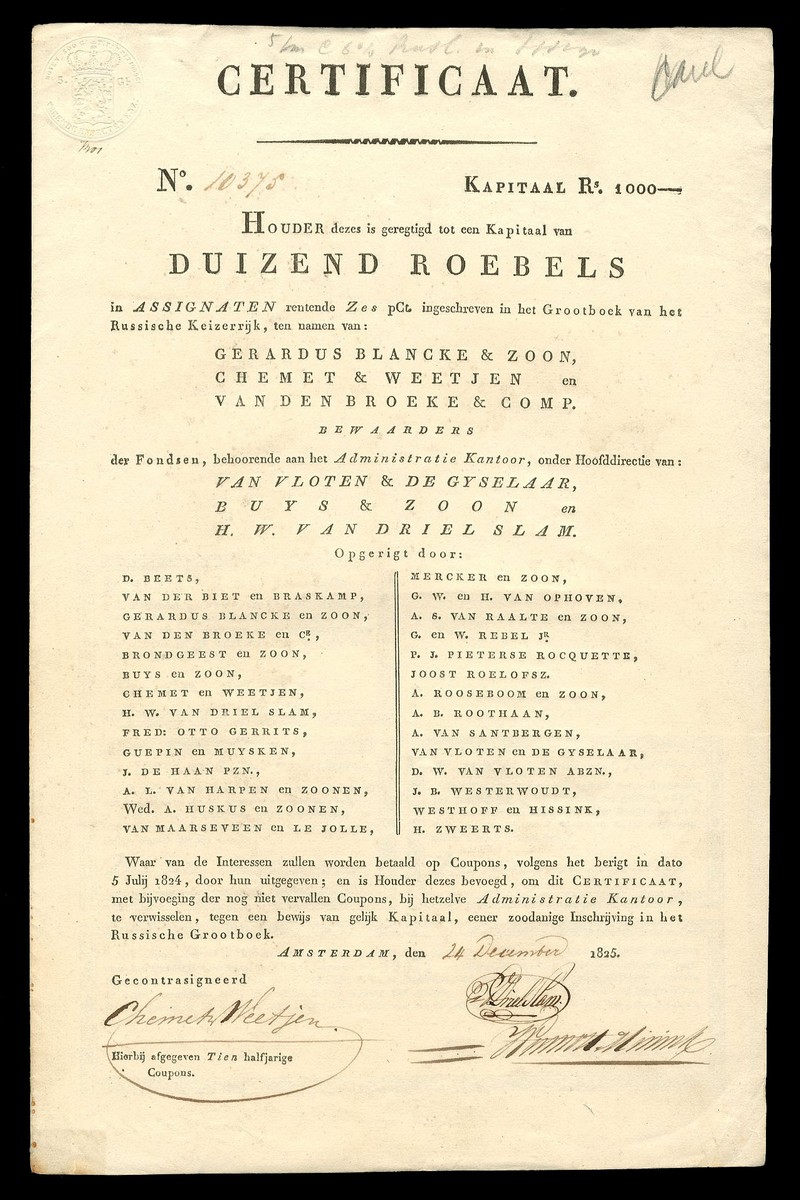 CERTIFICAAT.
Nº. 10375 KAPITAAL Rs. 1000—
HOUDER dezes is geregtigd tot een Kapitaal van
DUIZEND ROEBELS
in ASSIGNATEN rentende Zes pCt. ingeschreven in het Grootboek van het
Russische Keizerrijk, ten namen van:
GERARDUS BLANCKE & ZOON,
CHEMET & WEETJEN en
VAN DEN BROEKE & COMP.
BEWAARDERS
der Fondsen, behoorende aan het Administratie Kantoor, onder Hoofddirectie van:
VAN VLOTEN & DE GYSELAAR,
BUYS & ZOON en
H. W. VAN DRIEL SLAM.
Opgerigt door:
D. BEETS,
VAN DER BIET en BRASKAMP,
GERARDUS BLANCKE en ZOON,
VAN DEN BROEKE en Cº.,
BRONDGEEST en ZOON,
BUYS en ZOON,
CHEMET en WEETJEN,
H. W. VAN DRIEL SLAM,
FRED: OTTO GERRITS,
GUEPIN en MUYSKEN,
J. DE HAAN PZN.,
A. L. VAN HARPEN en ZOONEN,
Wed. A. HUSKUS en ZOONEN,
VAN MAARSEVEEN en LE JOLLE,
MERCKER en ZOON,
G. W. en H. VAN OPHOVEN,
A. S. VAN RAALTE en ZOON,
G. en W. REBEL JR.
P. J. PIETERSE ROCQUETTE,
JOOST ROELOFSZ.
A. ROOSEBOOM en ZOON,
A. B. ROOTHAAN,
A. VAN SANTBERGEN,
VAN VLOTEN en DE GYSELAAR,
D. W. VAN VLOTEN ABZN.,
J. B. WESTERWOUDT,
WESTHOFF en HISSINK,
H. ZWEERTS.
Waar van de Interessen zullen worden betaald op Coupons, volgens het berigt in dato
5 Julij 1824, door hun uitgegeven; en is Houder dezes bevoegd, om dit CERTIFICAAT,
met bijvoeging der nog niet vervallen Coupons, bij hetzelve Administratie Kantoor,
te verwisselen, tegen een bewijs van gelijk Kapitaal, eener zoodanige Inschrijving in het
Russische Grootboek.
AMSTERDAM, den 24 December 1825.
Gecontrasigneerd
Chemet & Weetjen.
Hierbij afgegeven Tien halfjarige
Coupons.